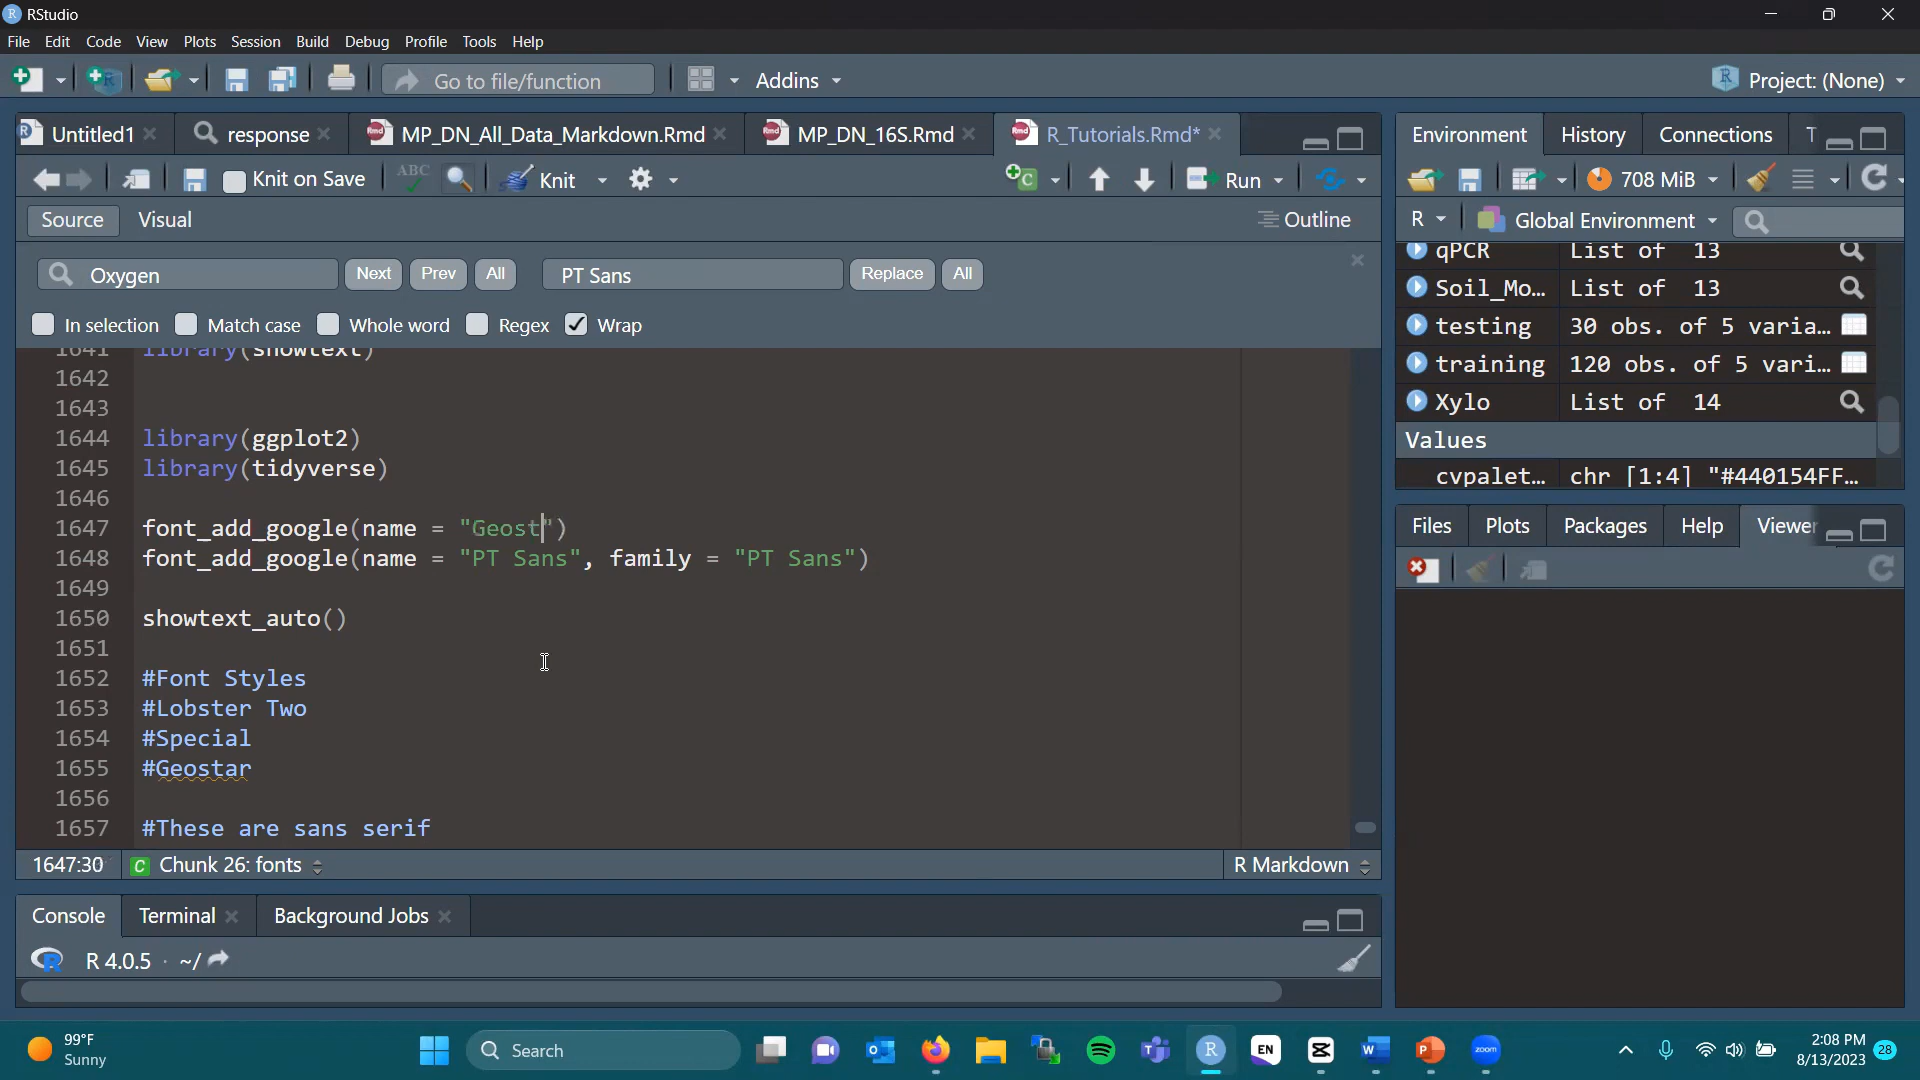 RStudio
File Edit Code View Plots Session Build Debug Profile Tools Help
Go to file/function Addins Project: (None)
Untitled1 response MP_DN_All_Data_Markdown.Rmd MP_DN_16S.Rmd R_Tutorials.Rmd*
Knit on Save ABC Knit Run
Source Visual Outline
Oxygen Next Prev All PT Sans Replace All
In selection Match case Whole word Regex Wrap
1641 library(showtext)
1642
1643
1644 library(ggplot2)
1645 library(tidyverse)
1646
1647 font_add_google(name = "Geost")
1648 font_add_google(name = "PT Sans", family = "PT Sans")
1649
1650 showtext_auto()
1651
1652 #Font Styles
1653 #Lobster Two
1654 #Special
1655 #Geostar
1656
1657 #These are sans serif
1647:30 C Chunk 26: fonts R Markdown
Console Terminal Background Jobs
R 4.0.5 · ~/
Environment History Connections T
708 MiB
R Global Environment
qPCR List of 13
Soil_Mo… List of 13
testing 30 obs. of 5 varia…
training 120 obs. of 5 vari…
Xylo List of 14
Values
cvpalet… chr [1:4] "#440154FF…
Files Plots Packages Help Viewer
99°F
Sunny
Search
EN
zoom
2:08 PM
8/13/2023
28